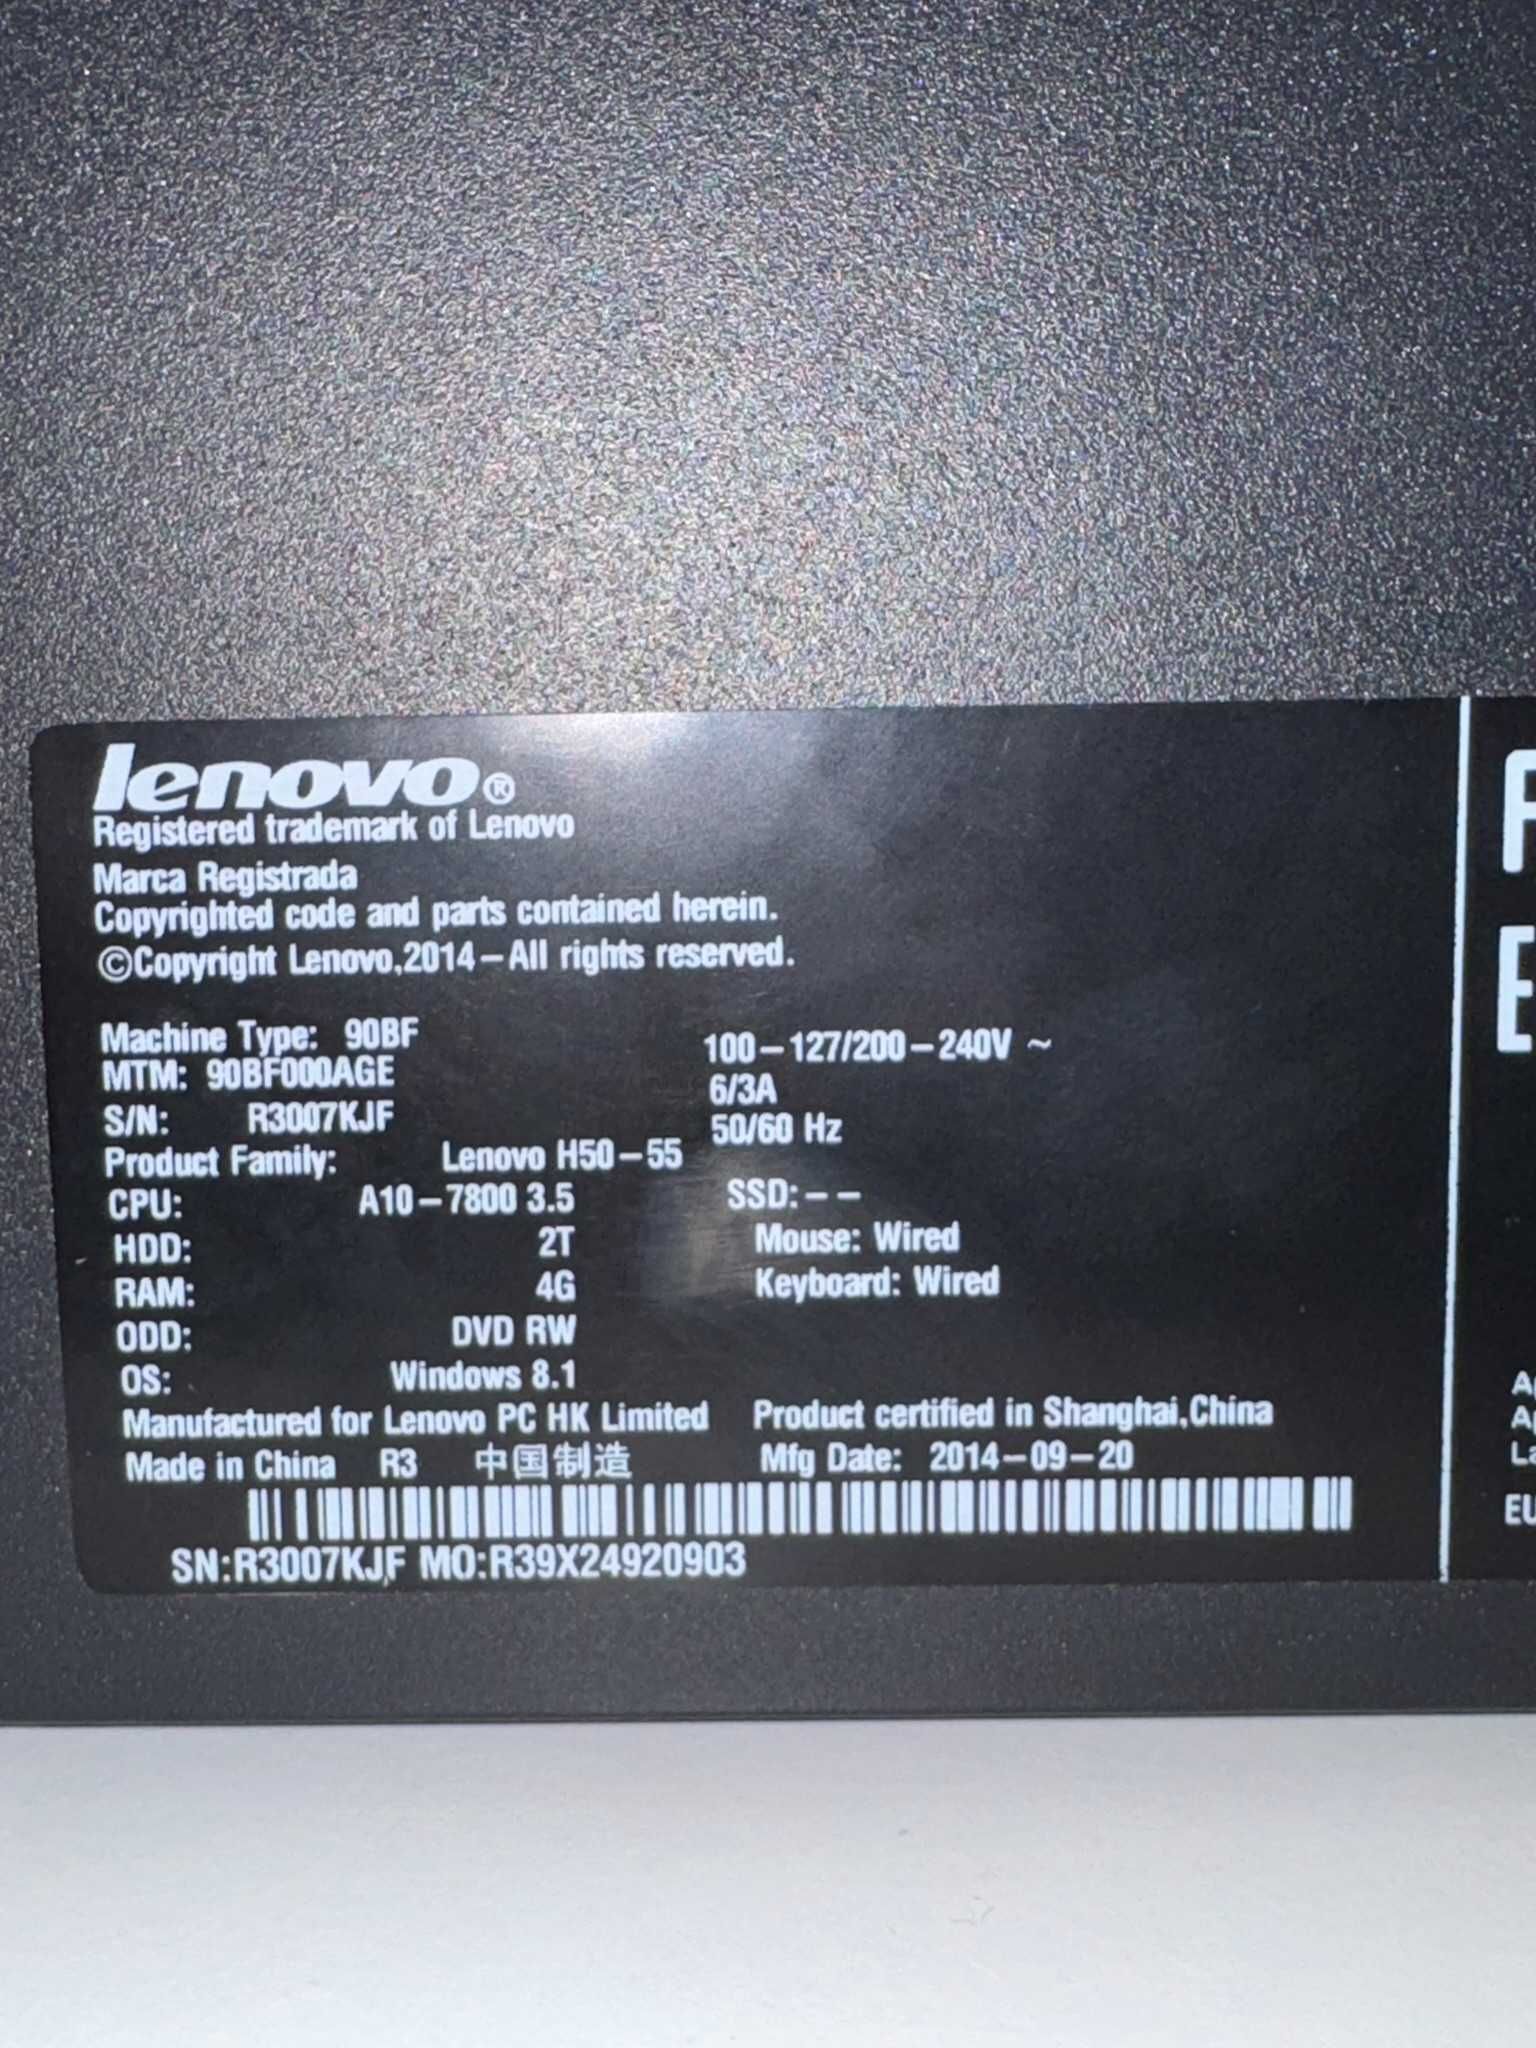 lenovo®
Registered trademark of Lenovo
Marca Registrada
Copyrighted code and parts contained herein.
©Copyright Lenovo,2014–All rights reserved.
Machine Type: 90BF
MTM: 90BF000AGE
S/N: R3007KJF
Product Family: Lenovo H50–55
CPU: A10–7800 3.5
HDD: 2T
RAM: 4G
ODD: DVD RW
OS: Windows 8.1
100–127/200–240V ~
6/3A
50/60 Hz
SSD:– –
Mouse: Wired
Keyboard: Wired
Manufactured for Lenovo PC HK Limited Product certified in Shanghai,China
Made in China R3 中国制造 Mfg Date: 2014–09–20
SN:R3007KJF MO:R39X24920903
EU